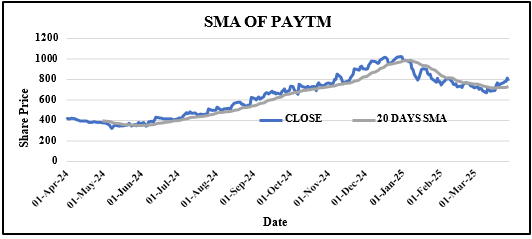 SMA OF PAYTM
1200
1000
800
600
400
200
0
Share Price
CLOSE
20 DAYS SMA
01-Apr-24
01-May-24
01-Jun-24
01-Jul-24
01-Aug-24
01-Sep-24
01-Oct-24
01-Nov-24
01-Dec-24
01-Jan-25
01-Feb-25
01-Mar-25
Date